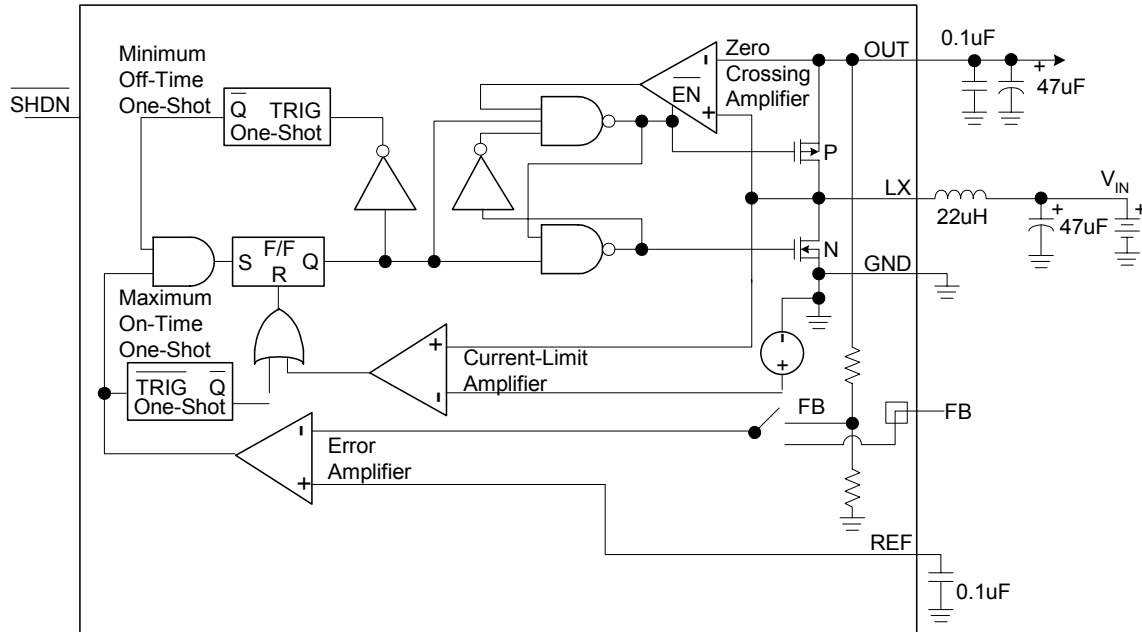 SHDN
Minimum
Off-Time
One-Shot
Q TRIG
One-Shot
EN
Zero
Crossing
Amplifier
OUT
0.1uF
+
47uF
P
LX
22uH
+
47uF
VIN
+
F/F
S Q
R
N
GND
Maximum
On-Time
One-Shot
TRIG Q
One-Shot
+
-
Current-Limit
Amplifier
-
+
FB
FB
-
+
Error
Amplifier
REF
0.1uF
-
+